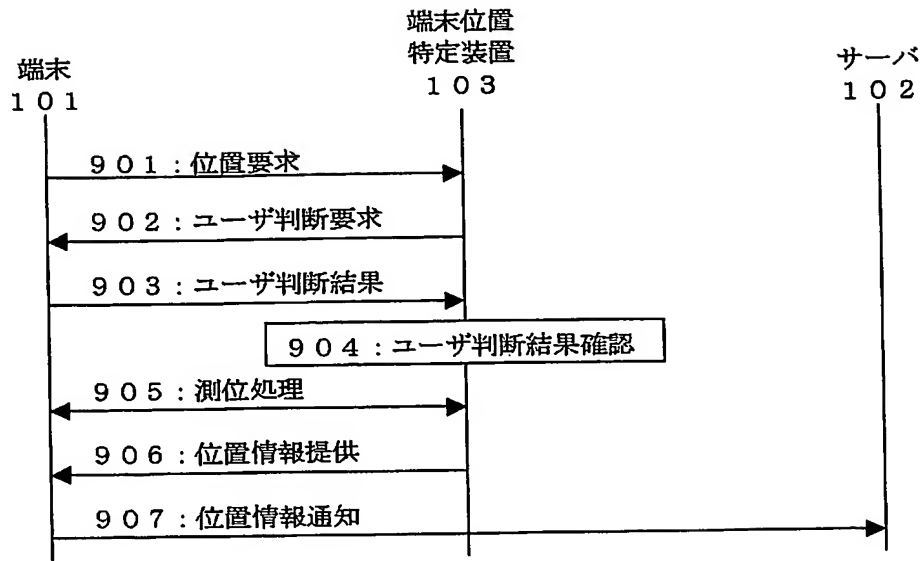 端末
101
端末位置
特定装置
103
サーバ
102
901：位置要求
902：ユーザ判断要求
903：ユーザ判断結果
904：ユーザ判断結果確認
905：測位処理
906：位置情報提供
907：位置情報通知